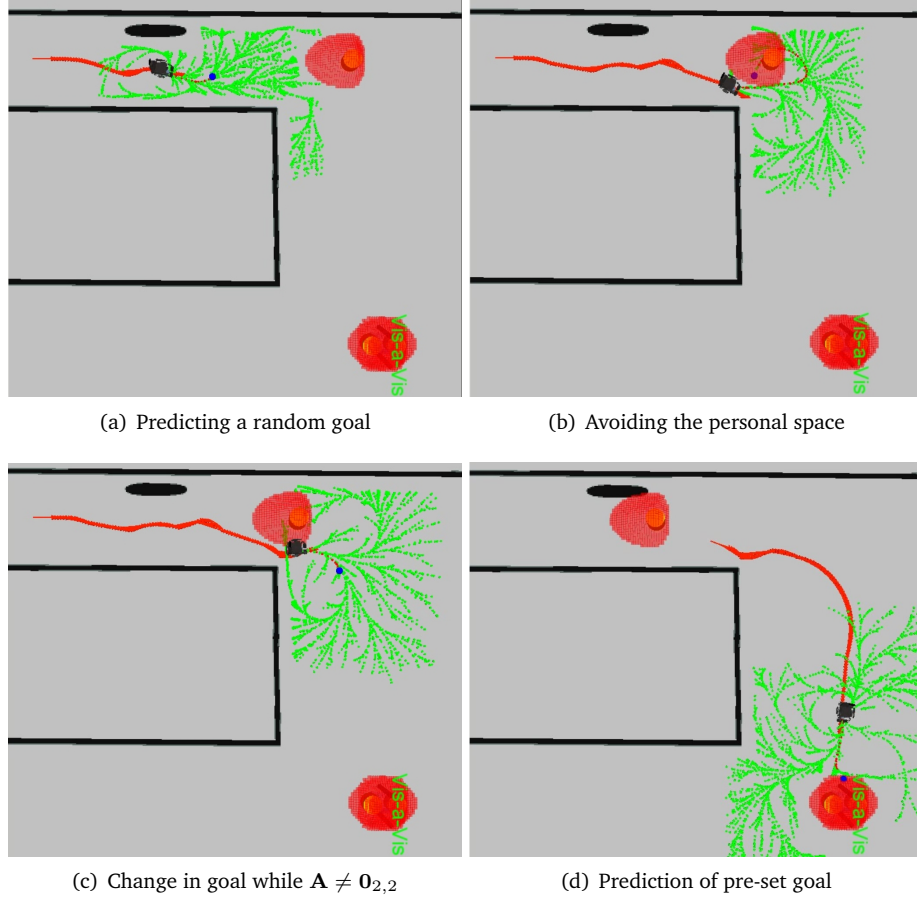 Vis-a-Vis
(a) Predicting a random goal
Vis-a-Vis
(b) Avoiding the personal space
Vis-a-Vis
(c) Change in goal while A ≠ 0₂,₂
Vis-a-Vis
(d) Prediction of pre-set goal